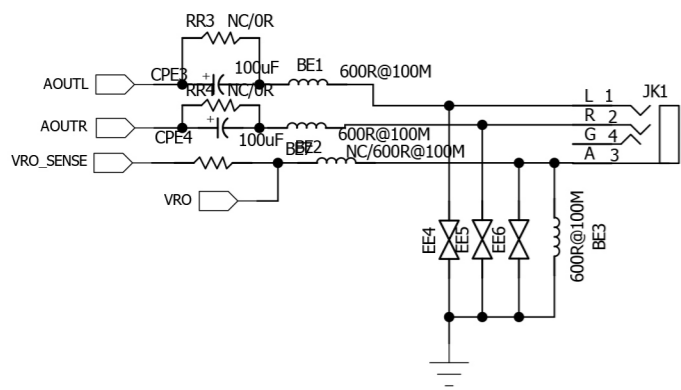 RR3 NC/0R
CPE3 100uF BE1 600R@100M
AOUTL
RR4 NC/0R
L 1 JK1
R 2
AOUTR
CPE4 100uF BE2 600R@100M
G 4
VRO_SENSE
NC/600R@100M
A 3
VRO
EE4
EE5
EE6
600R@100M
BE3